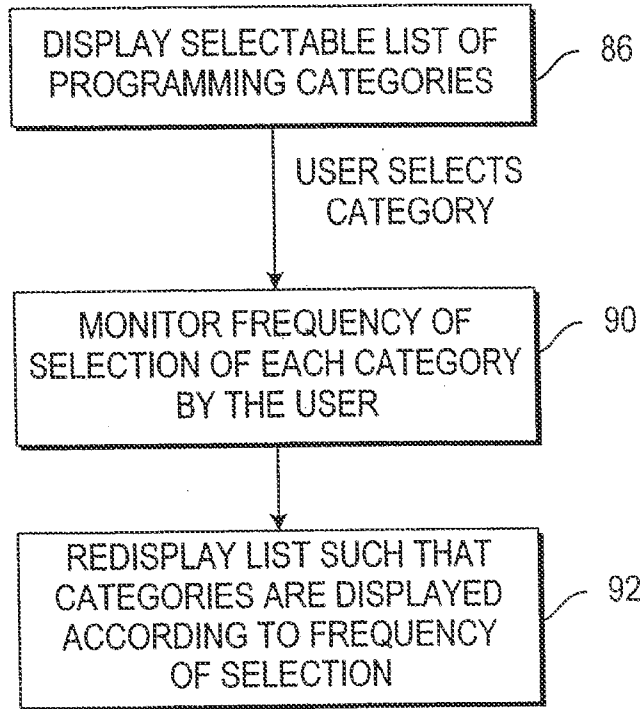 DISPLAY SELECTABLE LIST OF
PROGRAMMING CATEGORIES
86
USER SELECTS
CATEGORY
MONITOR FREQUENCY OF
SELECTION OF EACH CATEGORY
BY THE USER
90
REDISPLAY LIST SUCH THAT
CATEGORIES ARE DISPLAYED
ACCORDING TO FREQUENCY
OF SELECTION
92